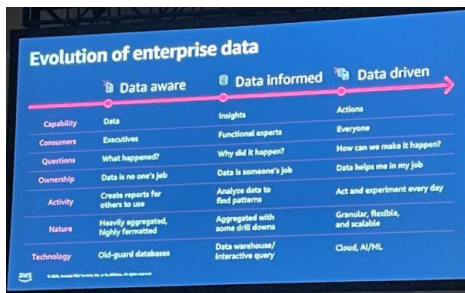 Evolution of enterprise data
Data aware Data informed Data driven
Capability Data Insights Actions
Consumers Executives Functional experts Everyone
Questions What happened? Why did it happen? How can we make it happen?
Ownership Data is no one's job Data is someone's job Data helps me in my job
Activity Create reports for others to use Analyze data to find patterns Act and experiment every day
Nature Heavily aggregated, highly formatted Aggregated with some drill downs Granular, flexible, and scalable
Technology Old-guard databases Data warehouse/ interactive query Cloud, AI/ML
aws